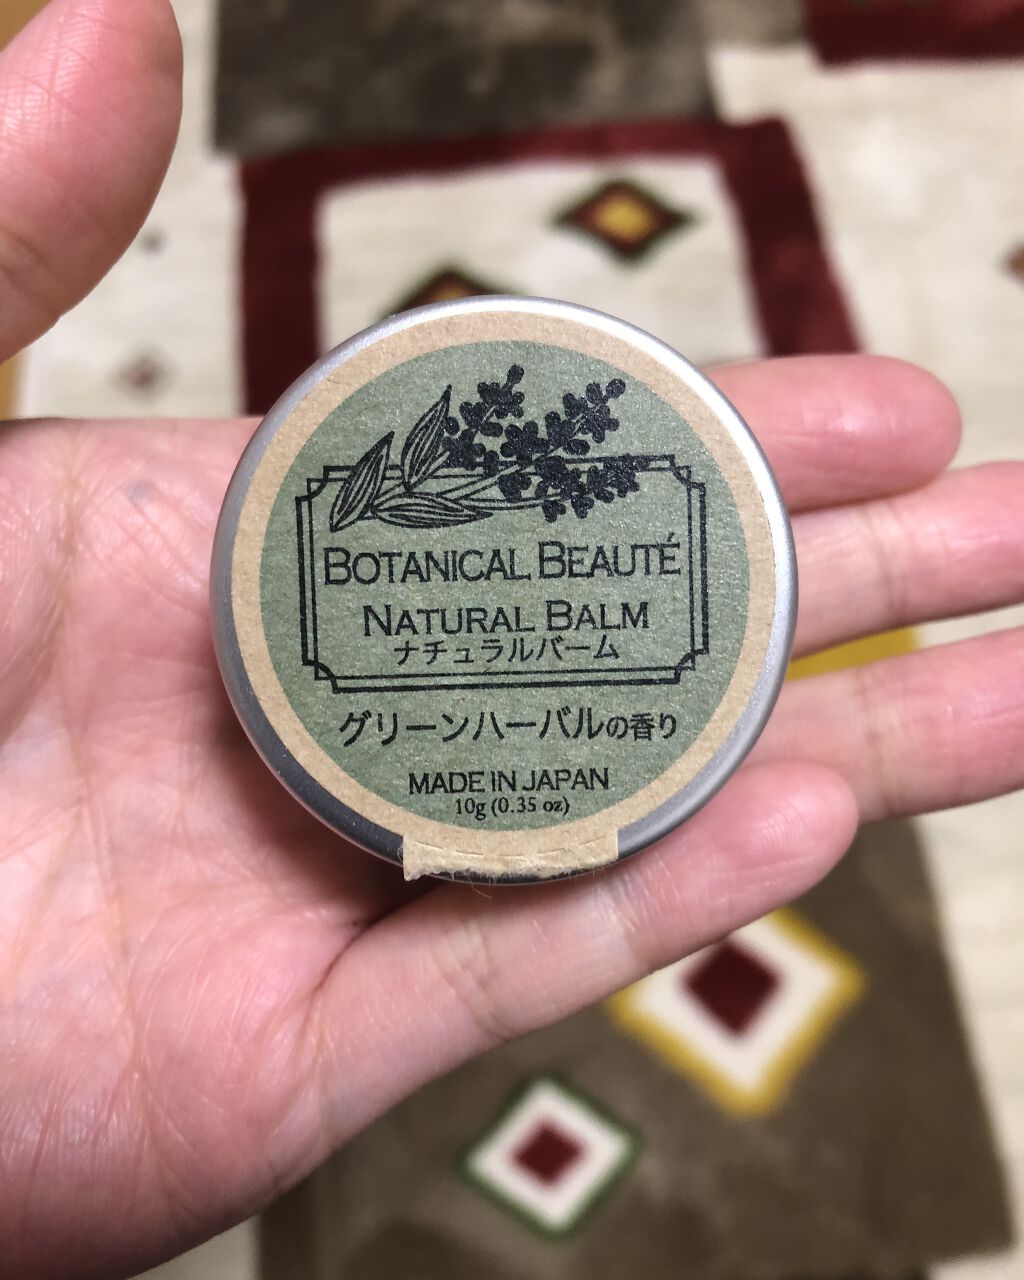 BOTANICAL BEAUTÉ
NATURAL BALM
ナチュラルバーム
グリーンハーバルの香り
MADE IN JAPAN
10g (0.35 oz)